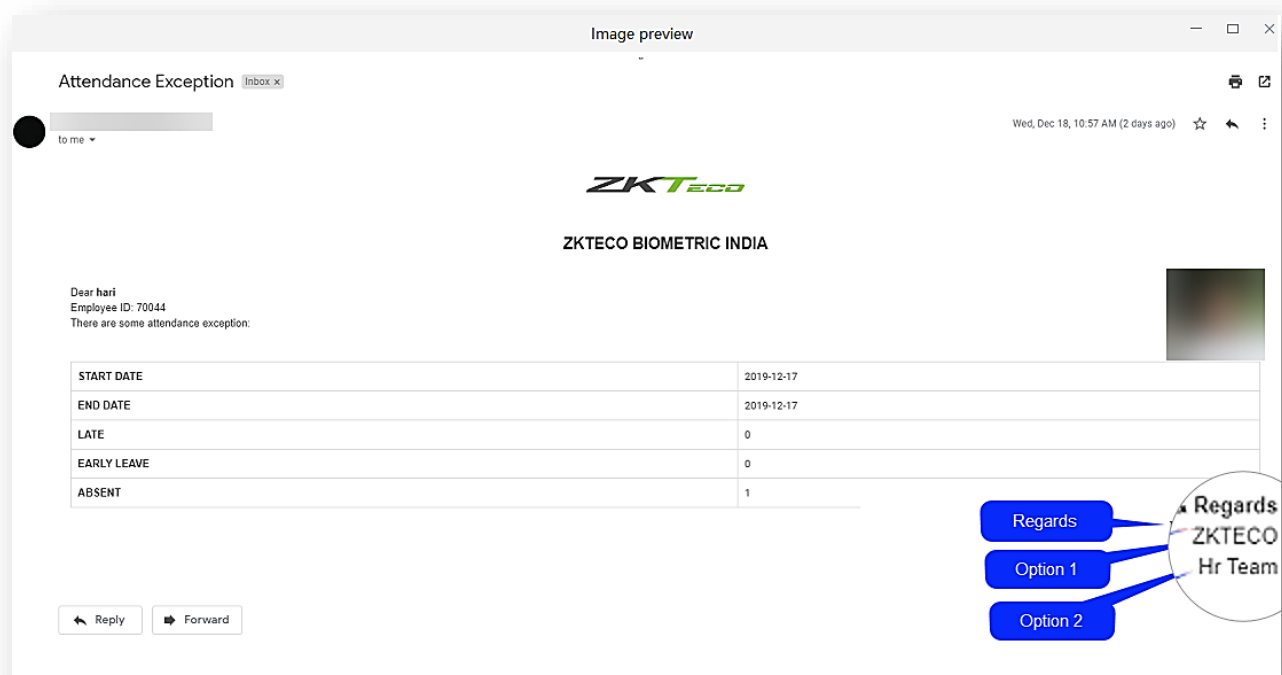 Image preview
Attendance Exception Inbox x
to me
Wed, Dec 18, 10:57 AM (2 days ago)
ZKTECO
ZKTECO BIOMETRIC INDIA
Dear hari
Employee ID: 70044
There are some attendance exception:
START DATE 2019-12-17
END DATE 2019-12-17
LATE 0
EARLY LEAVE 0
ABSENT 1
Regards
Option 1
Option 2
Regards
ZKTECO
Hr Team
Reply Forward